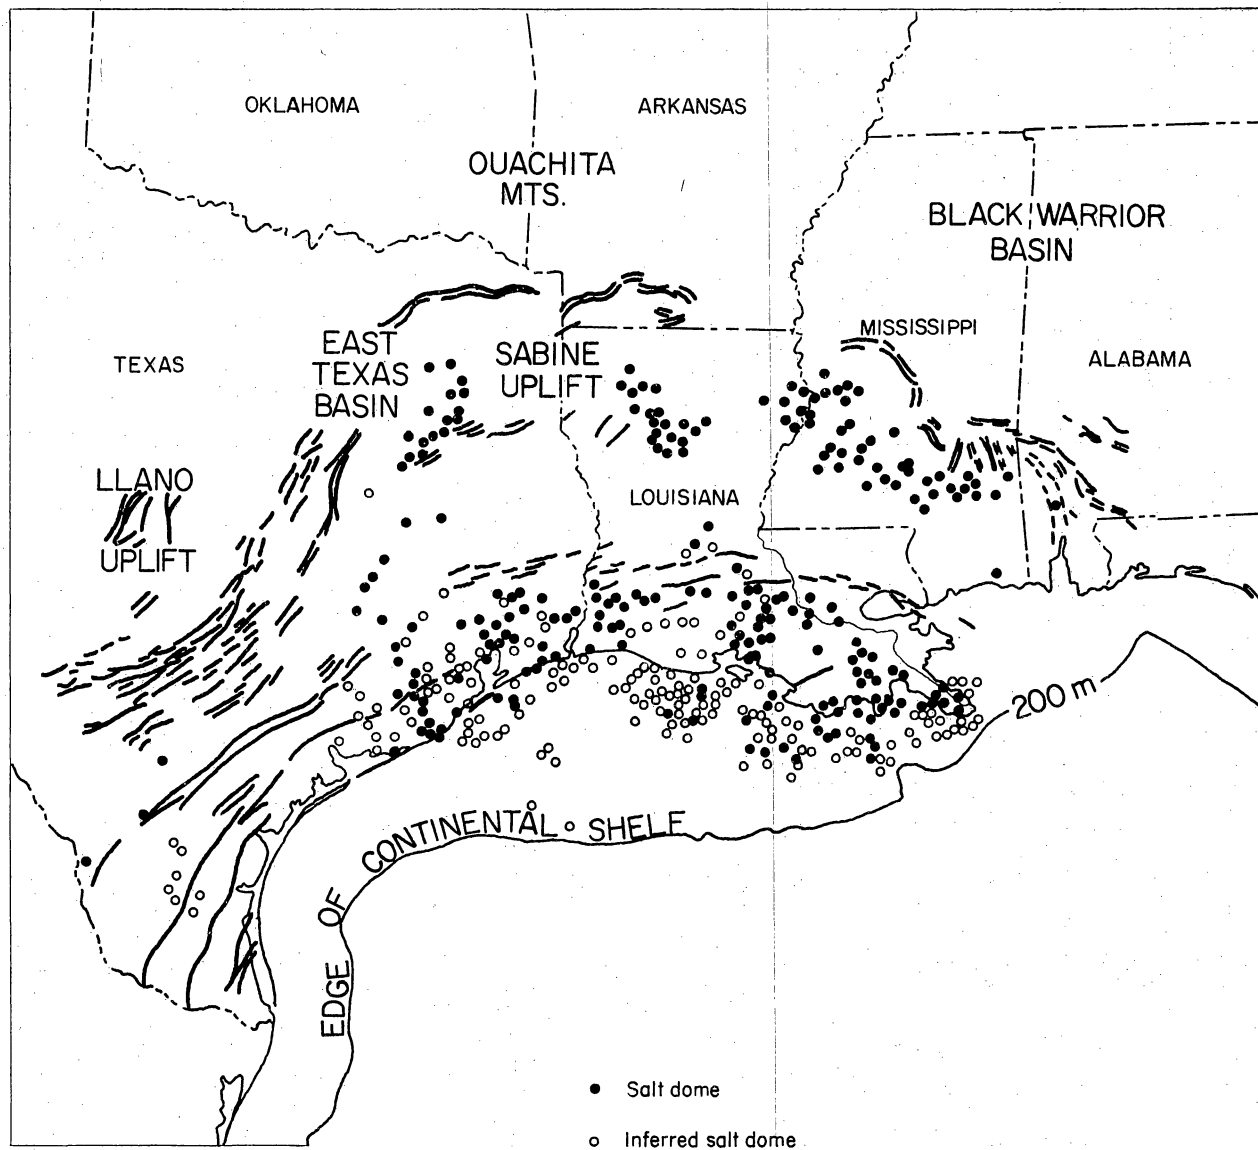 OKLAHOMA
ARKANSAS
OUACHITA
MTS.
BLACK WARRIOR
BASIN
MISSISSIPPI
ALABAMA
TEXAS
EAST
TEXAS
BASIN
SABINE
UPLIFT
LLANO
UPLIFT
LOUISIANA
200 m
EDGE OF CONTINENTAL SHELF
Salt dome
Inferred salt dome